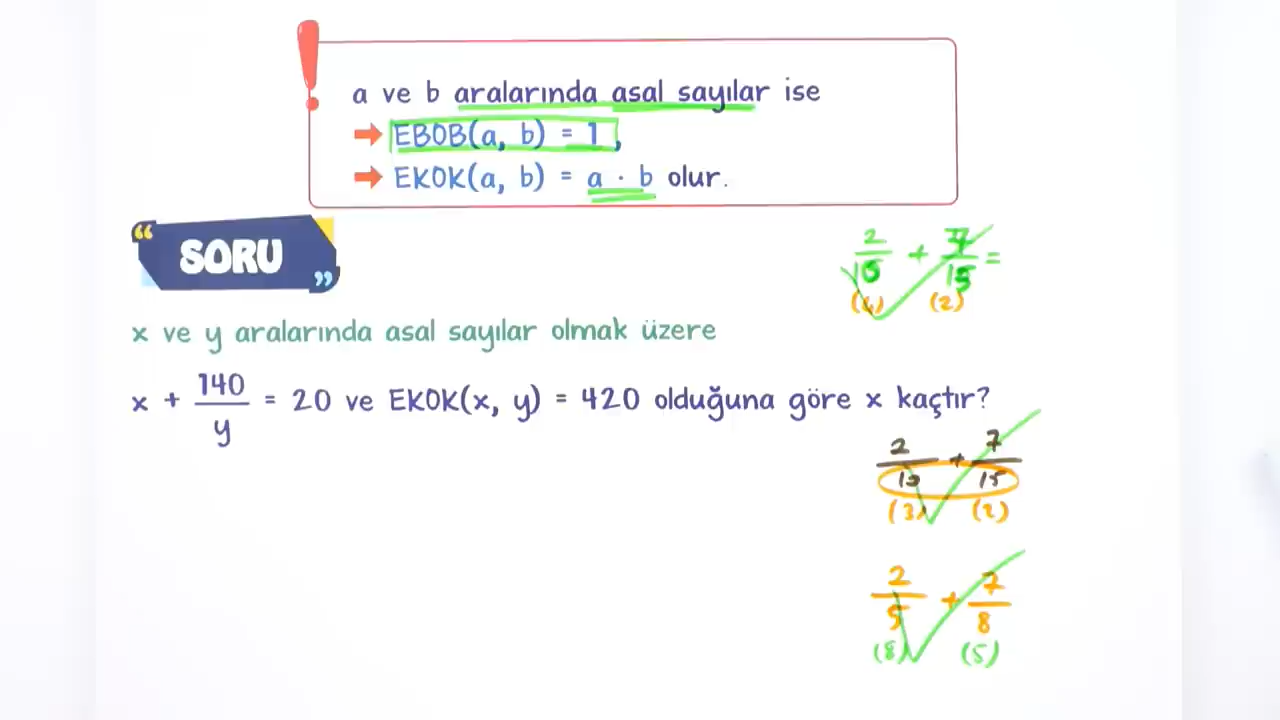 a ve b aralarında asal sayılar ise
EBOB(a, b) = 1,
EKOK(a, b) = a · b olur.
“ SORU ”
2/15 + 7/15 =
(2)
x ve y aralarında asal sayılar olmak üzere
x + 140/y = 20 ve EKOK(x, y) = 420 olduğuna göre x kaçtır?
2/10 + 7/15
(3) (2)
2/5 + 7/8
(8) (5)